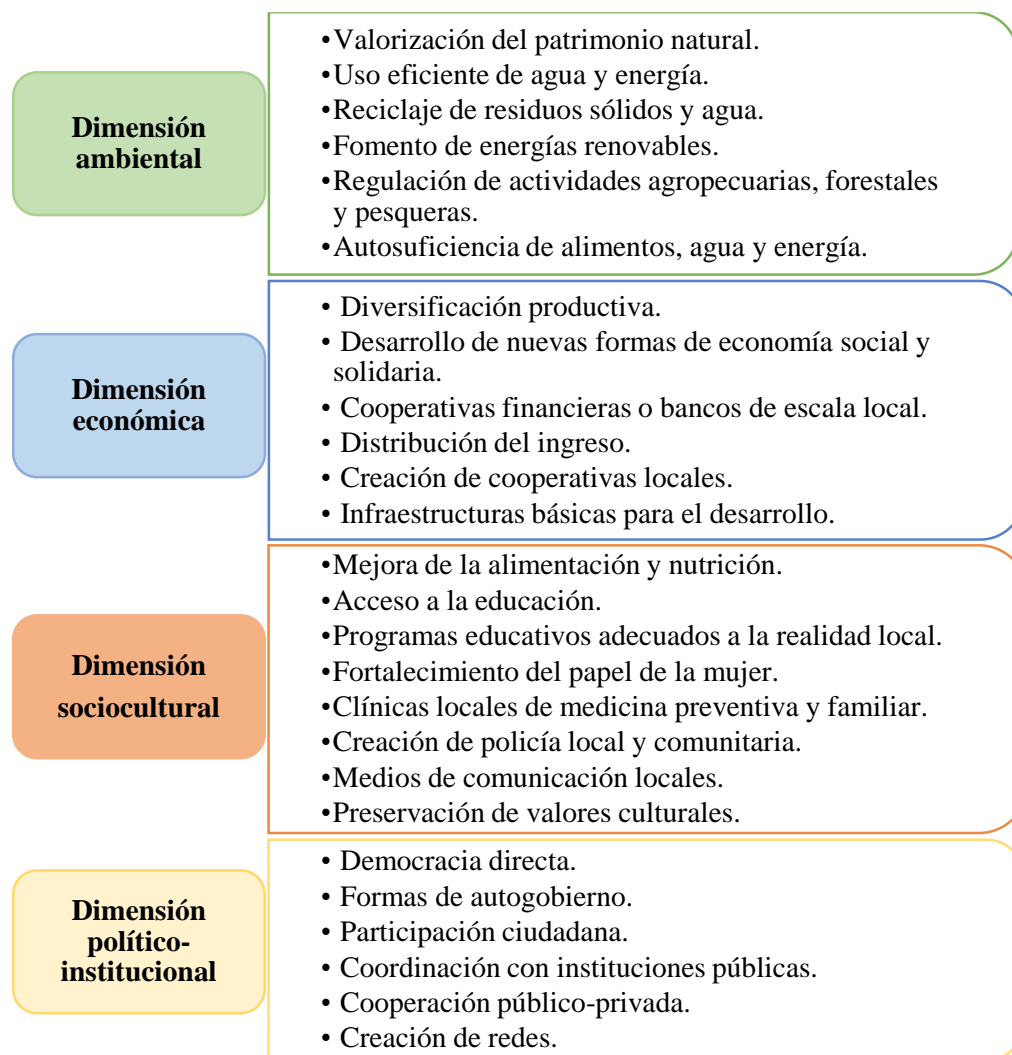 Dimensión
ambiental
•Valorización del patrimonio natural.
•Uso eficiente de agua y energía.
•Reciclaje de residuos sólidos y agua.
•Fomento de energías renovables.
•Regulación de actividades agropecuarias, forestales
y pesqueras.
•Autosuficiencia de alimentos, agua y energía.
Dimensión
económica
• Diversificación productiva.
• Desarrollo de nuevas formas de economía social y
solidaria.
• Cooperativas financieras o bancos de escala local.
• Distribución del ingreso.
• Creación de cooperativas locales.
• Infraestructuras básicas para el desarrollo.
Dimensión
sociocultural
•Mejora de la alimentación y nutrición.
•Acceso a la educación.
•Programas educativos adecuados a la realidad local.
•Fortalecimiento del papel de la mujer.
•Clínicas locales de medicina preventiva y familiar.
•Creación de policía local y comunitaria.
•Medios de comunicación locales.
•Preservación de valores culturales.
Dimensión
político-
institucional
• Democracia directa.
• Formas de autogobierno.
• Participación ciudadana.
• Coordinación con instituciones públicas.
• Cooperación público-privada.
• Creación de redes.